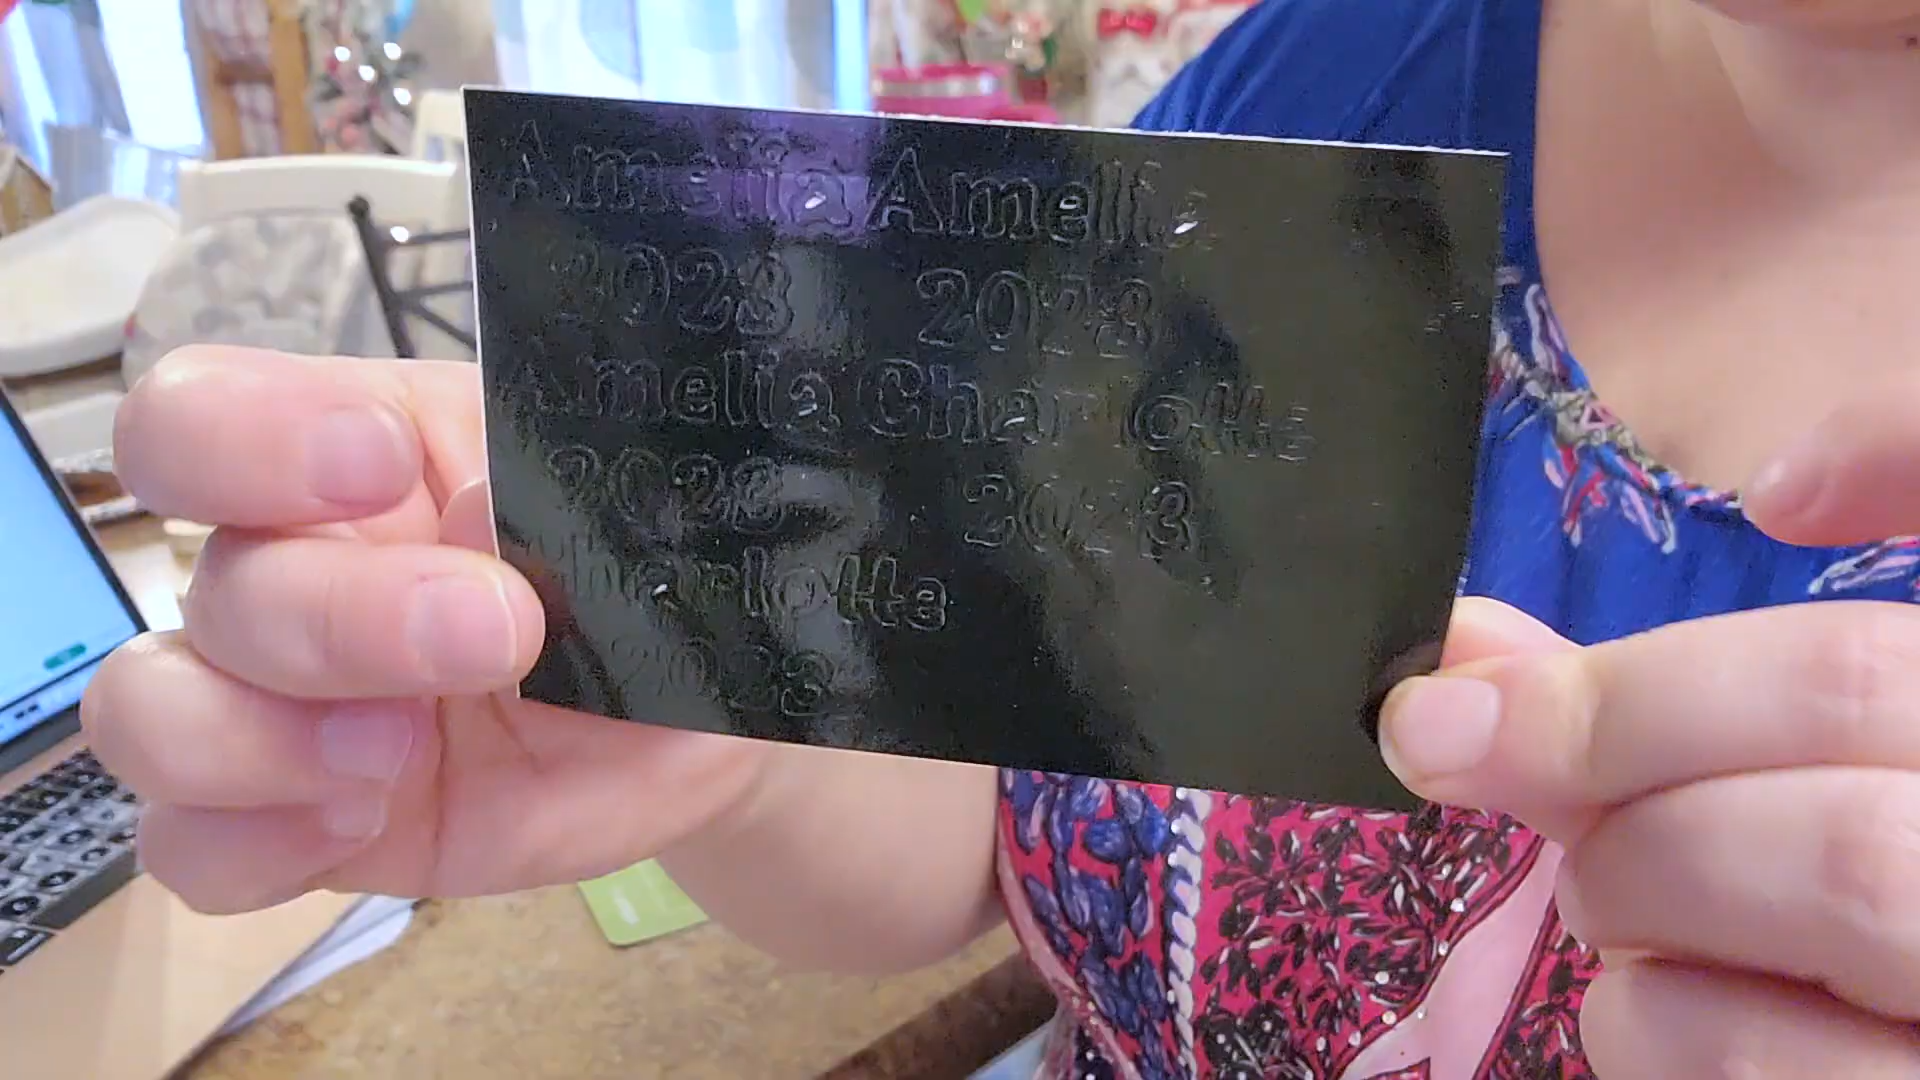 Amelia Amelia
2023 2023
Amelia Charlotte
2023 2023
Charlotte
2023